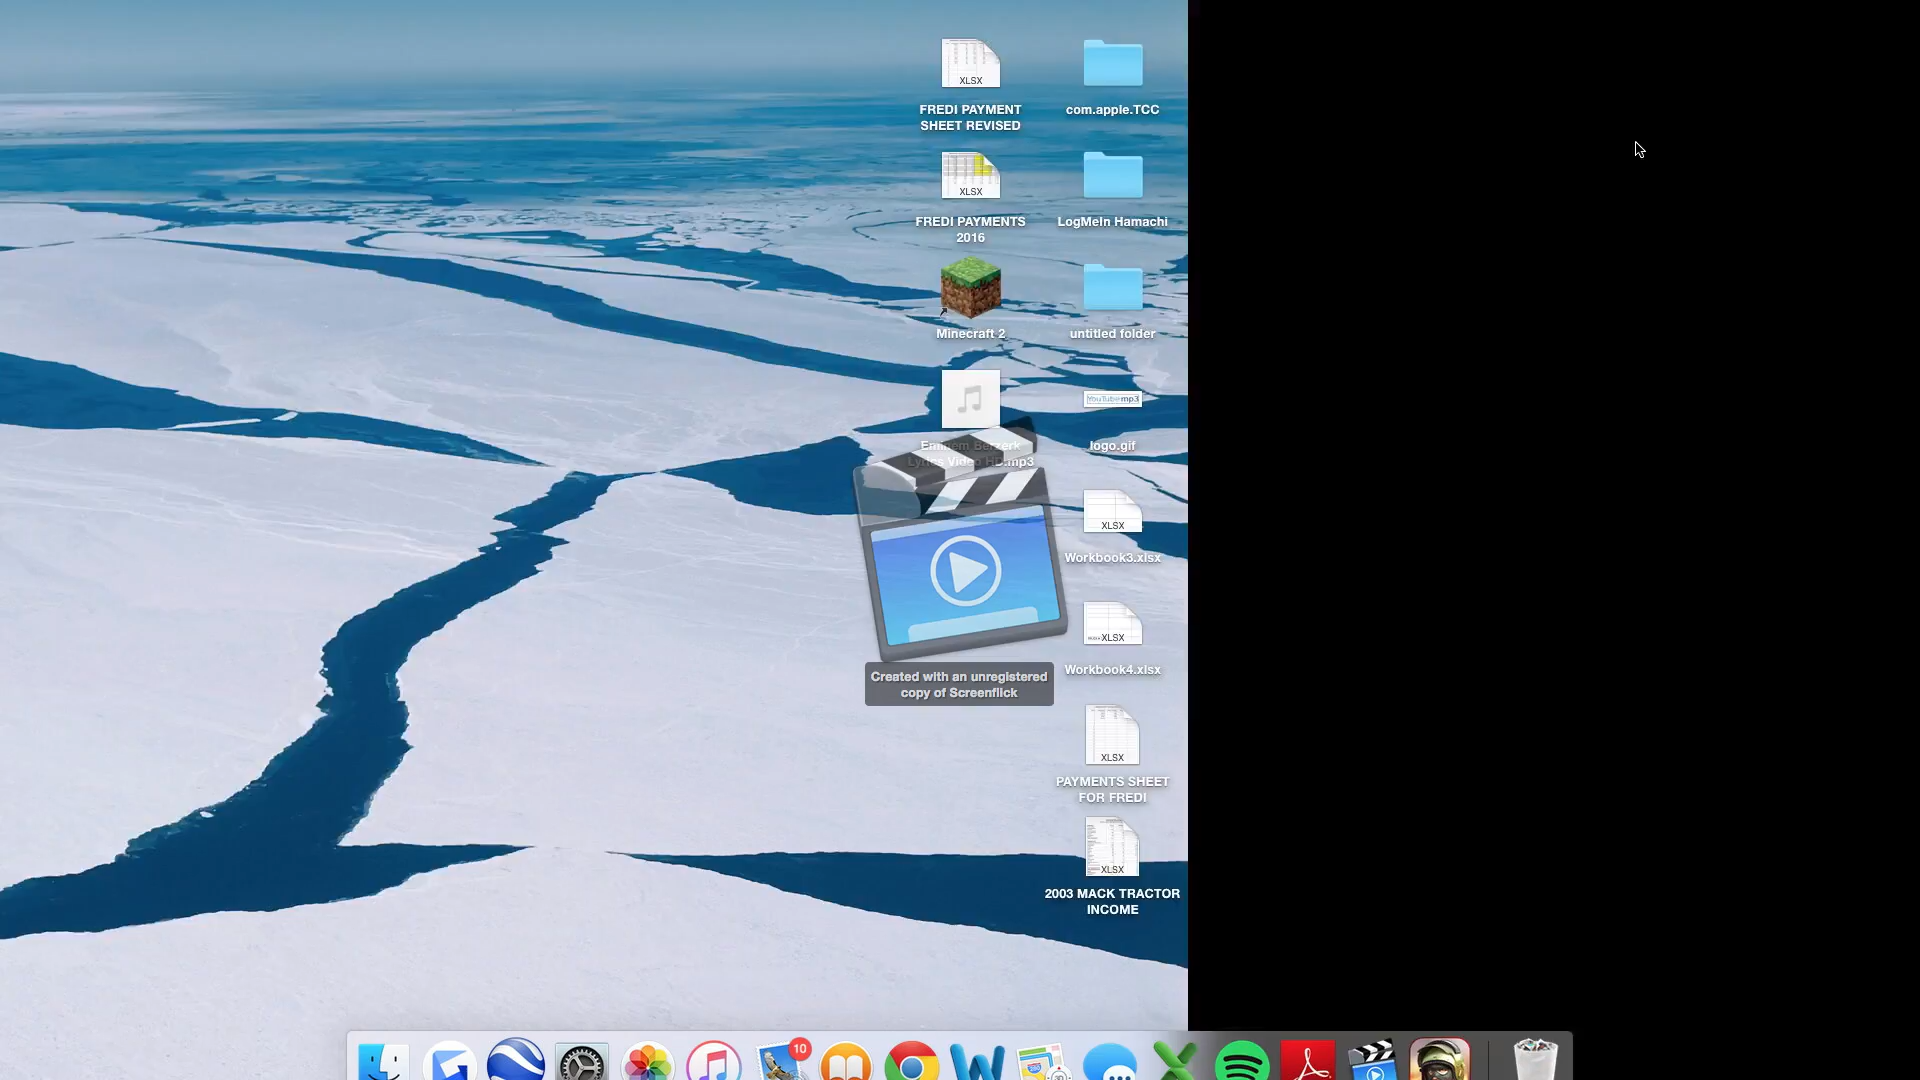 XLSX
FREDI PAYMENT
SHEET REVISED
com.apple.TCC
XLSX
FREDI PAYMENTS
2016
LogMeIn Hamachi
Minecraft 2
untitled folder
YouTube mp3
Eminem Berzerk
Lyrics Video HD.mp3
logo.gif
XLSX
Workbook3.xlsx
XLSX
Workbook4.xlsx
Created with an unregistered
copy of Screenflick
XLSX
PAYMENTS SHEET
FOR FREDI
XLSX
2003 MACK TRACTOR
INCOME
10